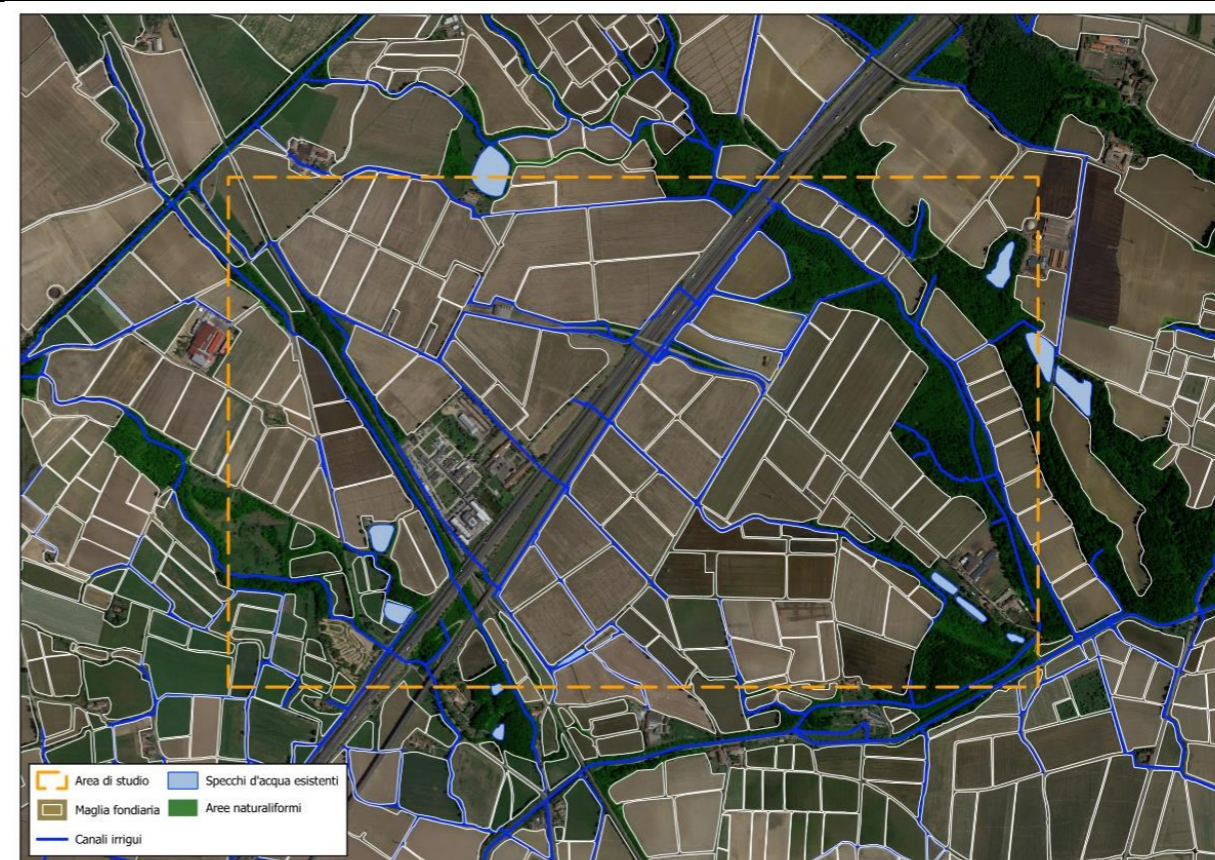 Area di studio
Specchi d'acqua esistenti
Maglia fondiaria
Aree naturaliformi
Canali irrigui